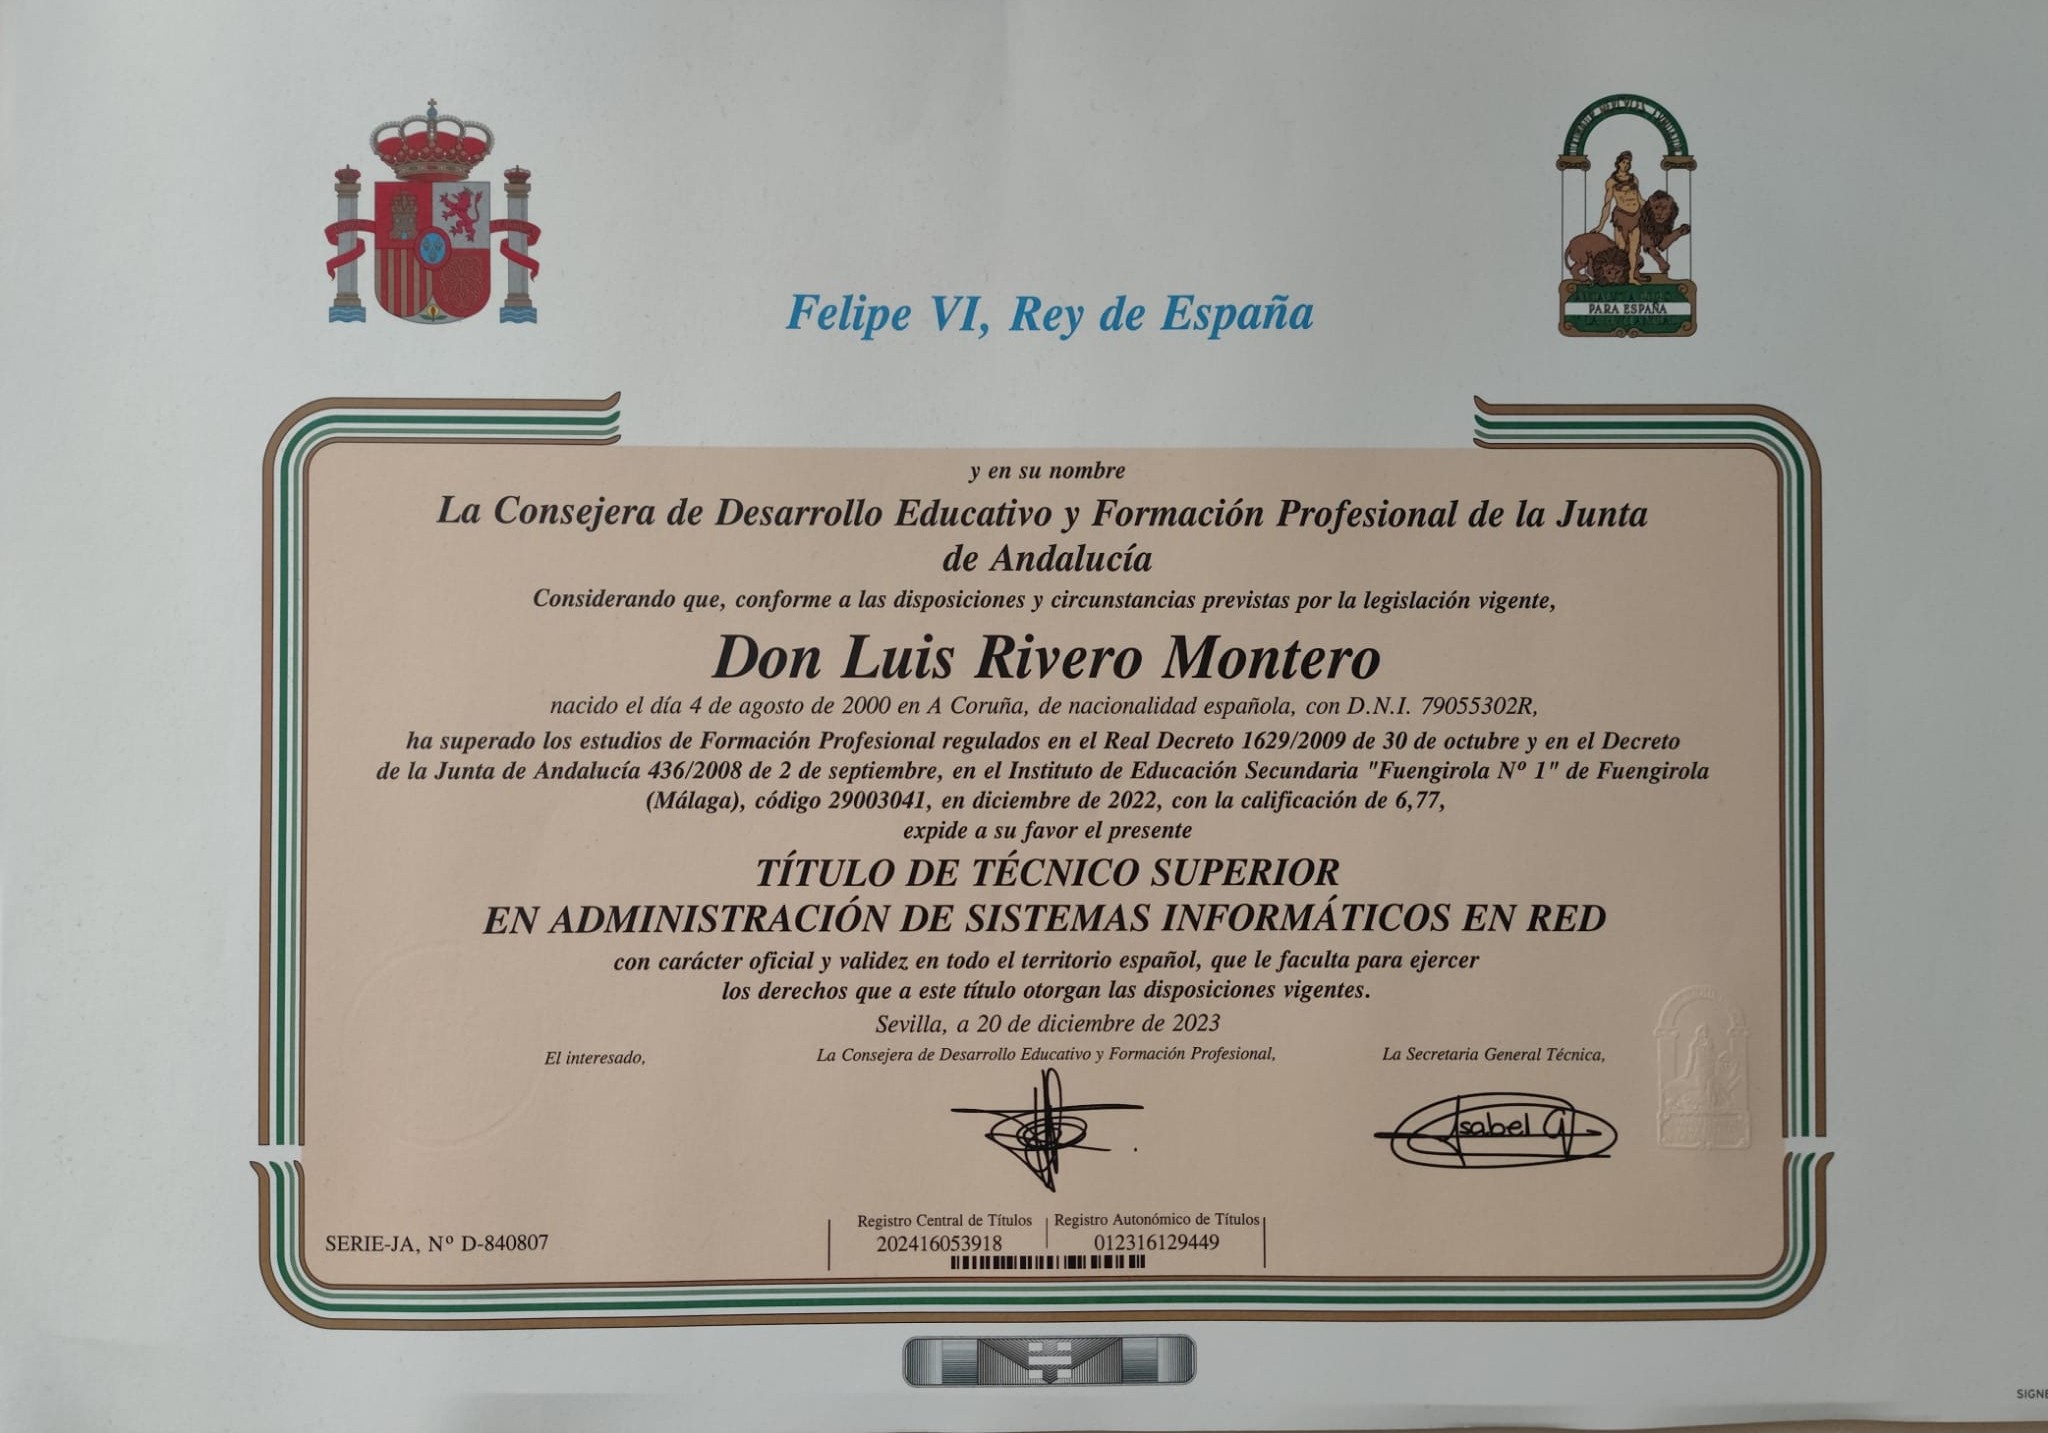 Felipe VI, Rey de España
PARA ESPAÑA
y en su nombre
La Consejera de Desarrollo Educativo y Formación Profesional de la Junta
de Andalucía
Considerando que, conforme a las disposiciones y circunstancias previstas por la legislación vigente,
Don Luis Rivero Montero
nacido el día 4 de agosto de 2000 en A Coruña, de nacionalidad española, con D.N.I. 79055302R,
ha superado los estudios de Formación Profesional regulados en el Real Decreto 1629/2009 de 30 de octubre y en el Decreto
de la Junta de Andalucía 436/2008 de 2 de septiembre, en el Instituto de Educación Secundaria "Fuengirola Nº 1" de Fuengirola
(Málaga), código 29003041, en diciembre de 2022, con la calificación de 6,77,
expide a su favor el presente
TÍTULO DE TÉCNICO SUPERIOR
EN ADMINISTRACIÓN DE SISTEMAS INFORMÁTICOS EN RED
con carácter oficial y validez en todo el territorio español, que le faculta para ejercer
los derechos que a este título otorgan las disposiciones vigentes.
Sevilla, a 20 de diciembre de 2023
El interesado,
La Consejera de Desarrollo Educativo y Formación Profesional,
La Secretaria General Técnica,
Isabel G
SERIE-JA, Nº D-840807
Registro Central de Títulos
202416053918
Registro Autonómico de Títulos
012316129449
SIGNE